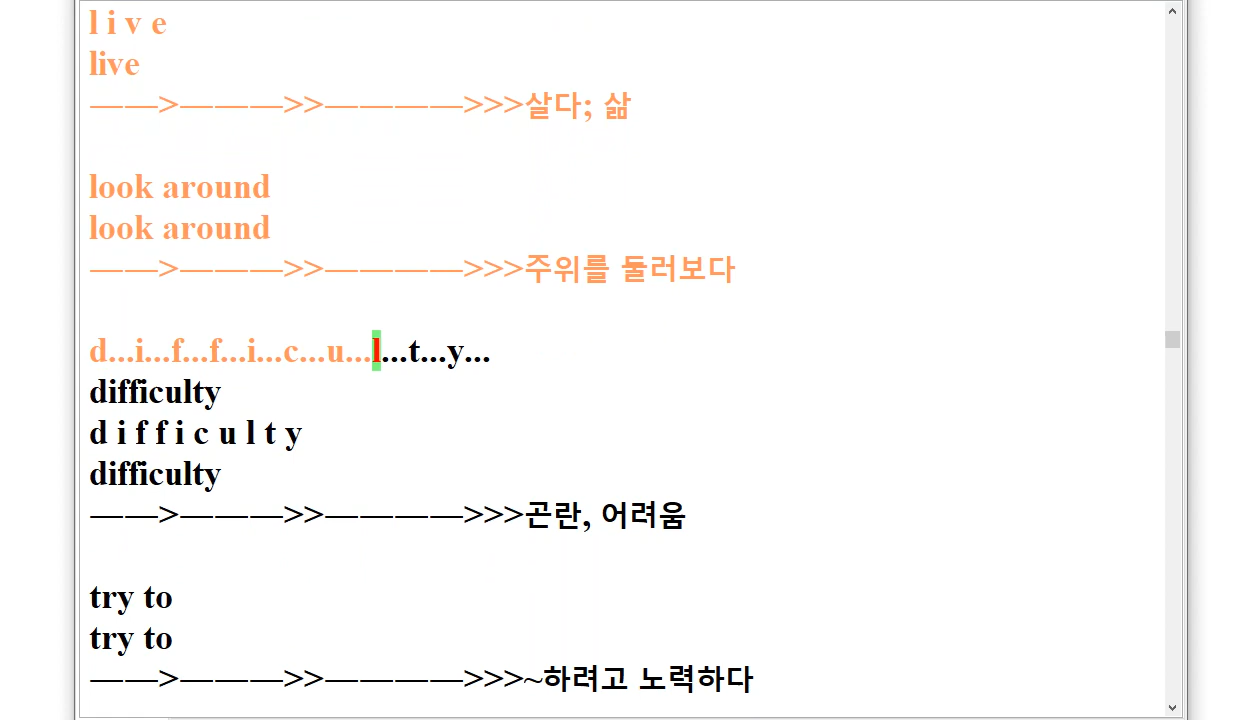 l i v e
live
——>———>>————>>>살다; 삶
look around
look around
——>———>>————>>>주위를 둘러보다
d...i...f...f...i...c...u...l...t...y...
difficulty
d i f f i c u l t y
difficulty
——>———>>————>>>곤란, 어려움
try to
try to
——>———>>————>>>~하려고 노력하다